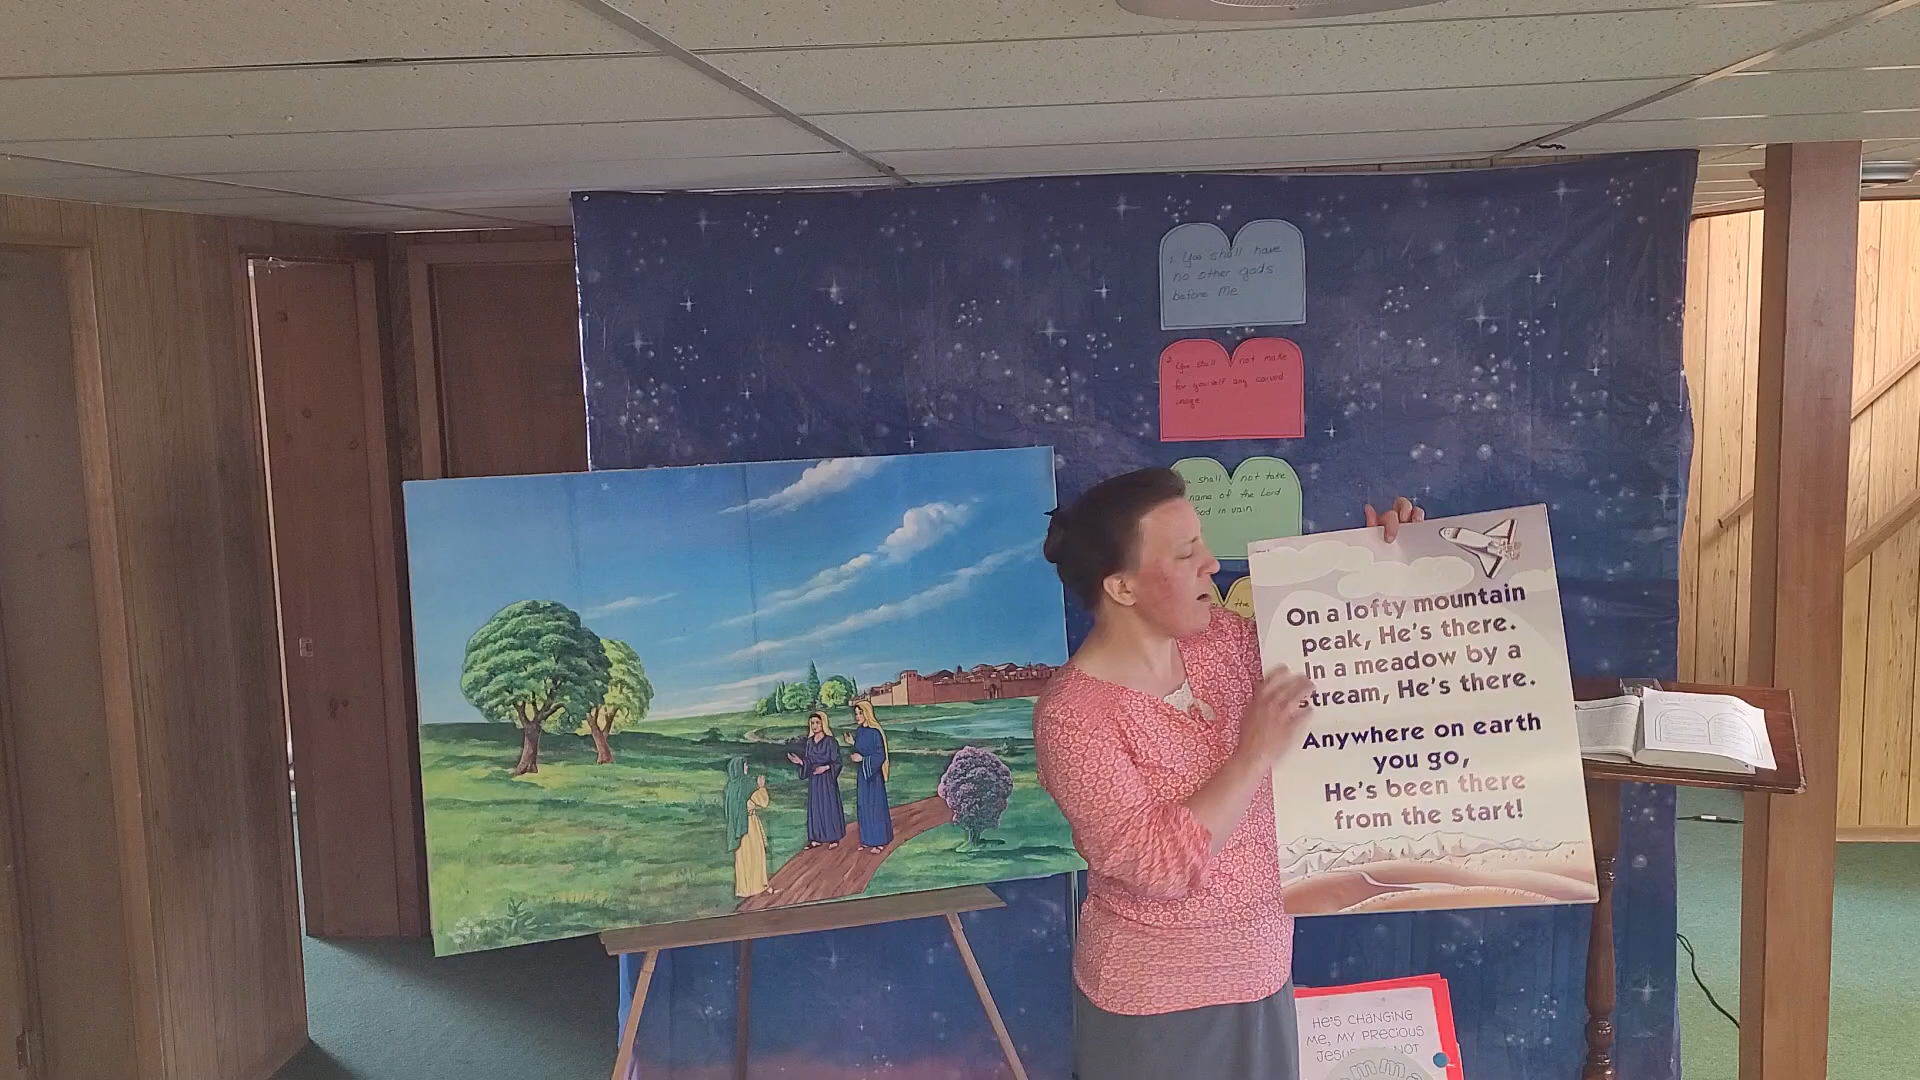 1. You shall have
no other gods
before Me
2. You shall not make
for yourself any carved
image
shall not take
name of the Lord
God in vain
the
On a lofty mountain
peak, He's there.
In a meadow by a
stream, He's there.
Anywhere on earth
you go,
He's been there
from the start!
He's changing
me, my precious
Jesus
NOT